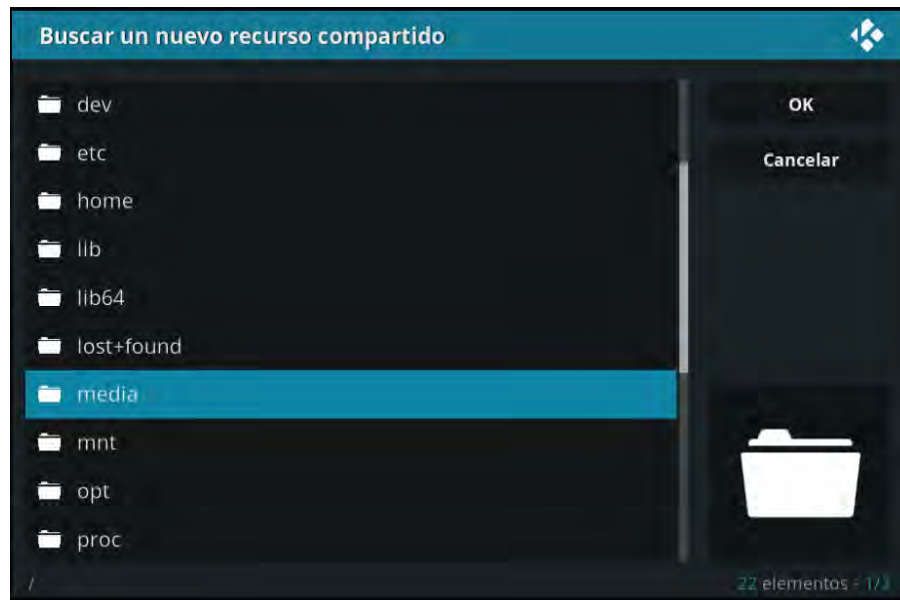 Buscar un nuevo recurso compartido
dev
etc
home
lib
lib64
lost+found
media
mnt
opt
proc
OK
Cancelar
/
22 elementos - 1/3